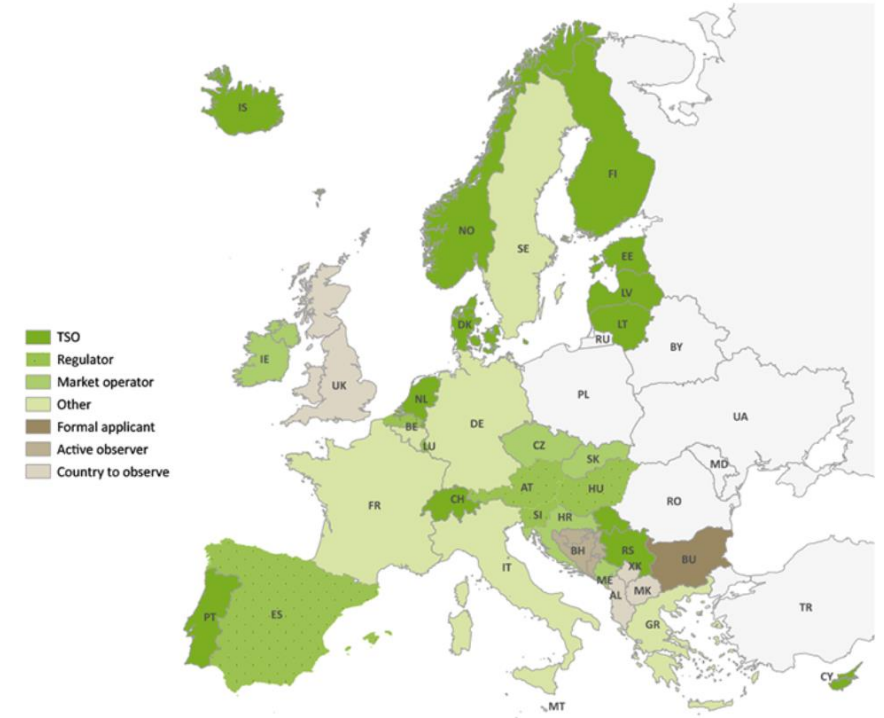 IS
FI
NO
SE
EE
LV
DK
LT
RU
BY
IE
UK
NL
PL
BE
DE
UA
LU
CZ
SK
MD
FR
CH
AT
HU
RO
SI
HR
BH
RS
BU
IT
XK
ME
AL
MK
PT
ES
GR
TR
CY
MT
TSO
Regulator
Market operator
Other
Formal applicant
Active observer
Country to observe